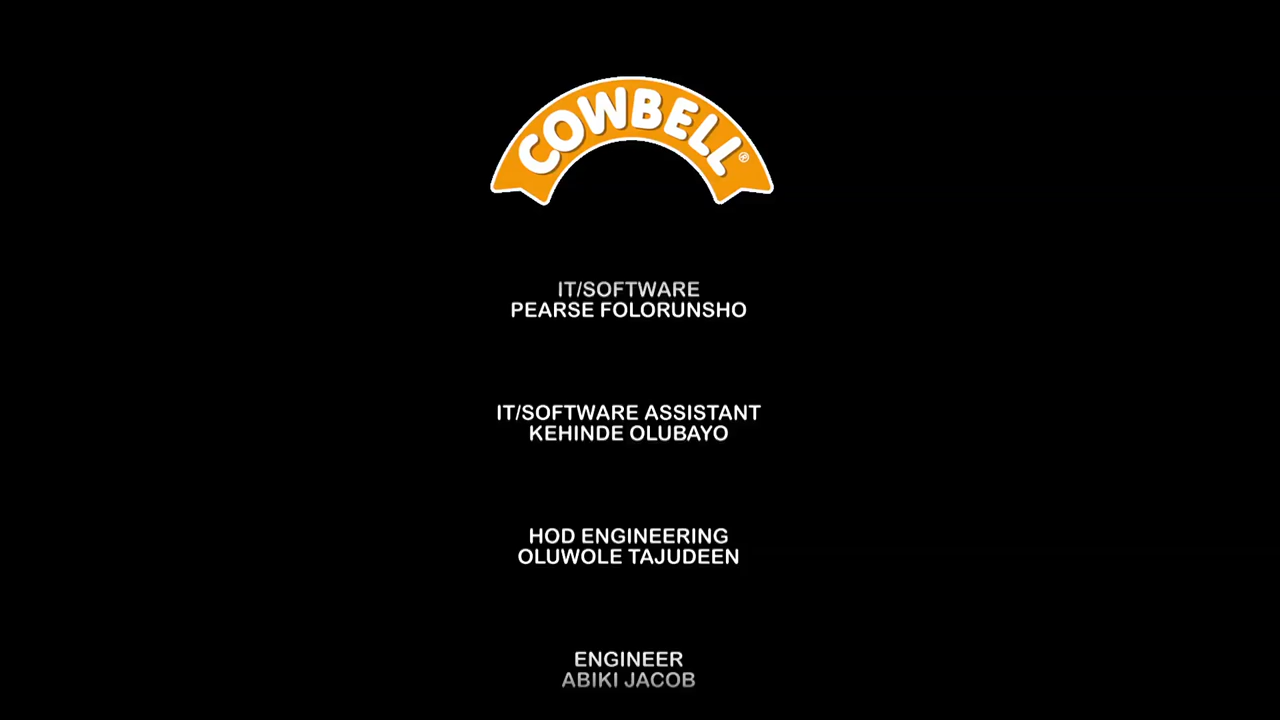 COWBELL®
IT/SOFTWARE
PEARSE FOLORUNSHO
IT/SOFTWARE ASSISTANT
KEHINDE OLUBAYO
HOD ENGINEERING
OLUWOLE TAJUDEEN
ENGINEER
ABIKI JACOB